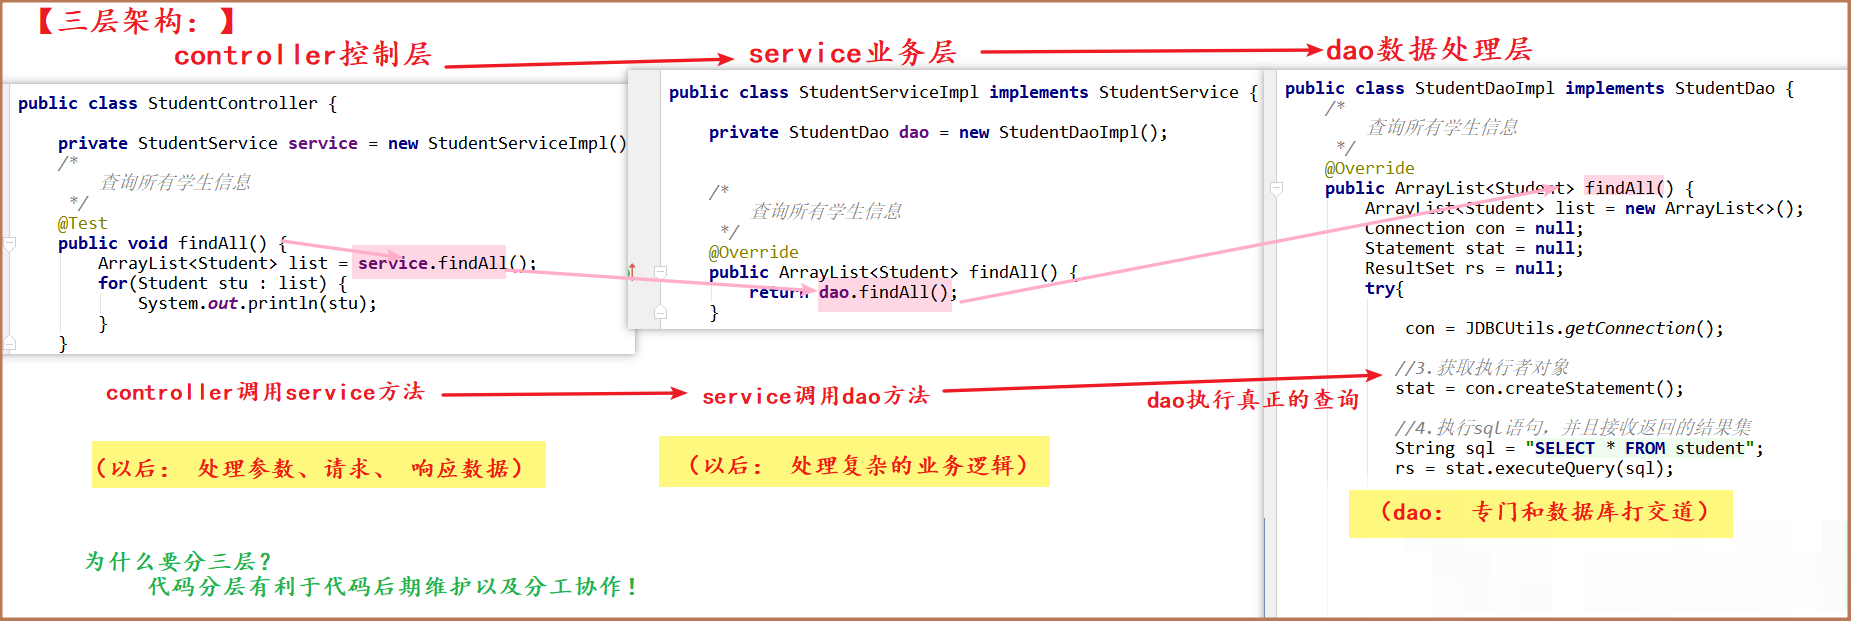 【三层架构：】
controller控制层
service业务层
dao数据处理层
public class StudentController {
private StudentService service = new StudentServiceImpl()
/*
查询所有学生信息
*/
@Test
public void findAll() {
ArrayList<Student> list = service.findAll();
for(Student stu : list) {
System.out.println(stu);
}
}
public class StudentServiceImpl implements StudentService {
private StudentDao dao = new StudentDaoImpl();
/*
查询所有学生信息
*/
@Override
public ArrayList<Student> findAll() {
return dao.findAll();
}
public class StudentDaoImpl implements StudentDao {
/*
查询所有学生信息
*/
@Override
public ArrayList<Student> findAll() {
ArrayList<Student> list = new ArrayList<>();
Connection con = null;
Statement stat = null;
ResultSet rs = null;
try{
con = JDBCUtils.getConnection();
//3.获取执行者对象
stat = con.createStatement();
//4.执行sql语句，并且接收返回的结果集
String sql = "SELECT * FROM student";
rs = stat.executeQuery(sql);
controller调用service方法
service调用dao方法
dao执行真正的查询
（以后： 处理参数、请求、 响应数据）
（以后： 处理复杂的业务逻辑）
（dao： 专门和数据库打交道）
为什么要分三层？
代码分层有利于代码后期维护以及分工协作！